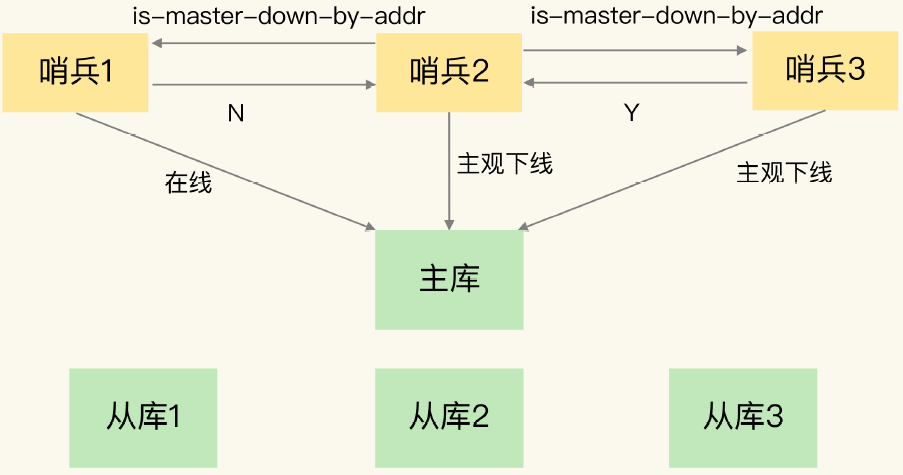 is-master-down-by-addr
is-master-down-by-addr
哨兵1
哨兵2
哨兵3
N
Y
在线
主观下线
主观下线
主库
从库1
从库2
从库3